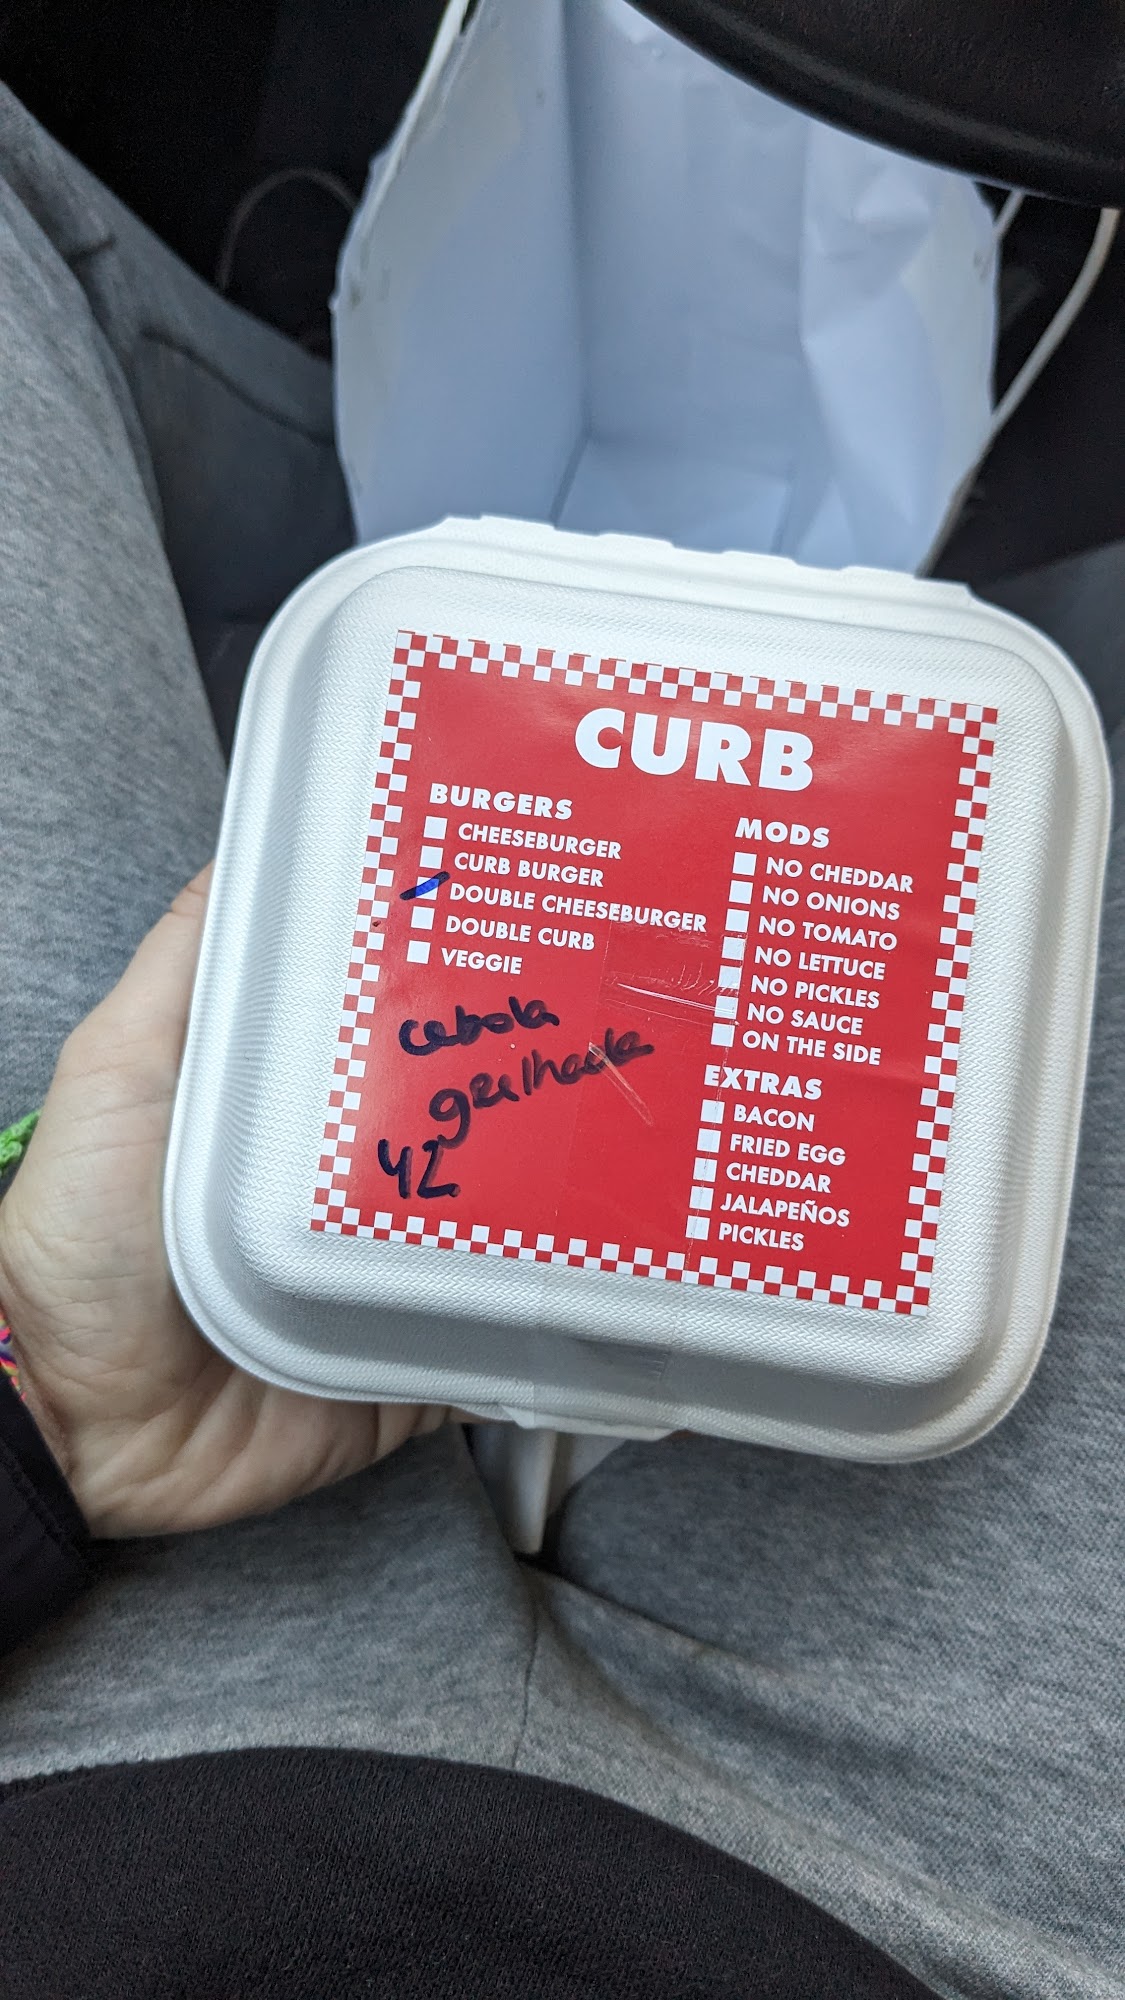 CURB
BURGERS
CHEESEBURGER
CURB BURGER
DOUBLE CHEESEBURGER
DOUBLE CURB
VEGGIE
cebola
grelhada
42
MODS
NO CHEDDAR
NO ONIONS
NO TOMATO
NO LETTUCE
NO PICKLES
NO SAUCE
ON THE SIDE
EXTRAS
BACON
FRIED EGG
CHEDDAR
JALAPEÑOS
PICKLES